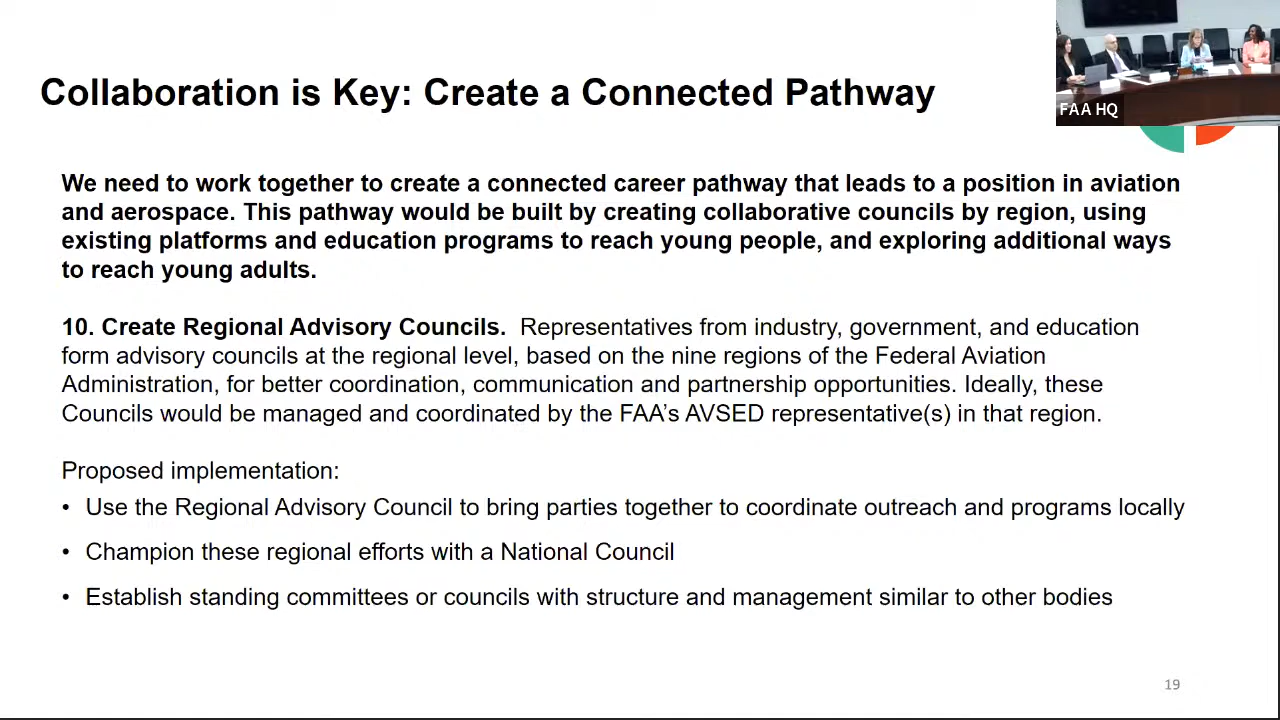 Collaboration is Key: Create a Connected Pathway
FAA HQ
We need to work together to create a connected career pathway that leads to a position in aviation
and aerospace. This pathway would be built by creating collaborative councils by region, using
existing platforms and education programs to reach young people, and exploring additional ways
to reach young adults.
10. Create Regional Advisory Councils. Representatives from industry, government, and education
form advisory councils at the regional level, based on the nine regions of the Federal Aviation
Administration, for better coordination, communication and partnership opportunities. Ideally, these
Councils would be managed and coordinated by the FAA’s AVSED representative(s) in that region.
Proposed implementation:
• Use the Regional Advisory Council to bring parties together to coordinate outreach and programs locally
• Champion these regional efforts with a National Council
• Establish standing committees or councils with structure and management similar to other bodies
19